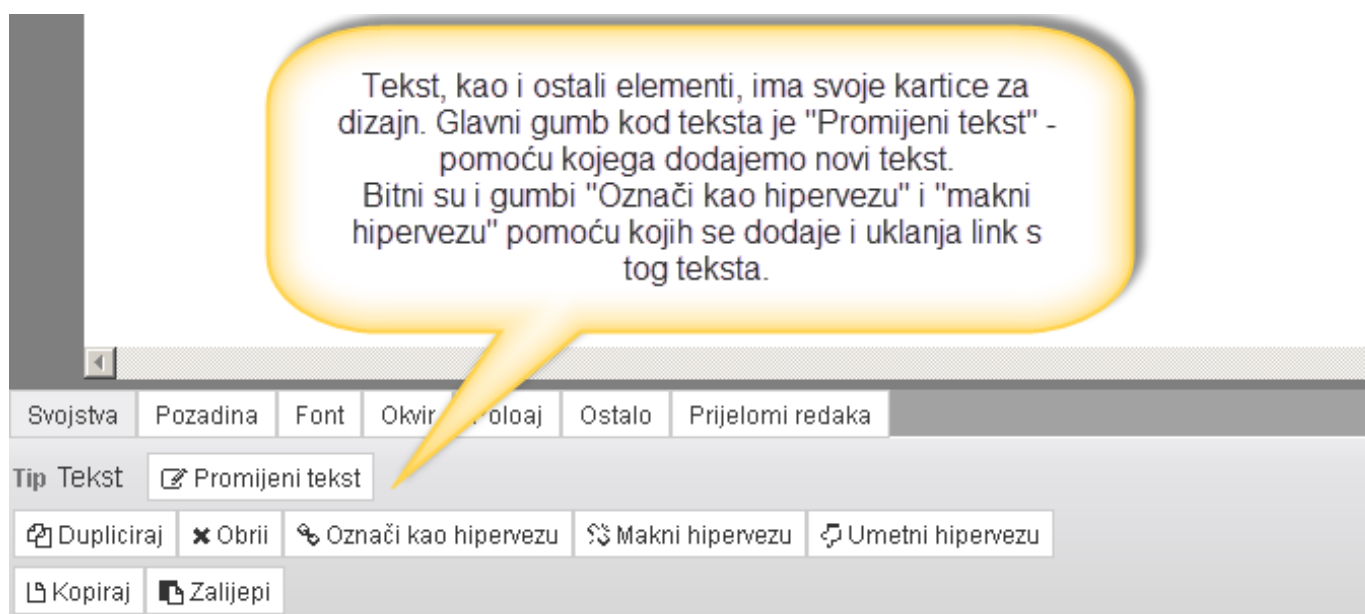 Tekst, kao i ostali elementi, ima svoje kartice za
dizajn. Glavni gumb kod teksta je "Promijeni tekst" -
pomoću kojega dodajemo novi tekst.
Bitni su i gumbi "Označi kao hipervezu" i "makni
hipervezu" pomoću kojih se dodaje i uklanja link s
tog teksta.
Svojstva Pozadina Font Okvir oloaj Ostalo Prijelomi redaka
Tip Tekst Promijeni tekst
Dupliciraj Obrii Označi kao hipervezu Makni hipervezu Umetni hipervezu
Kopiraj Zalijepi